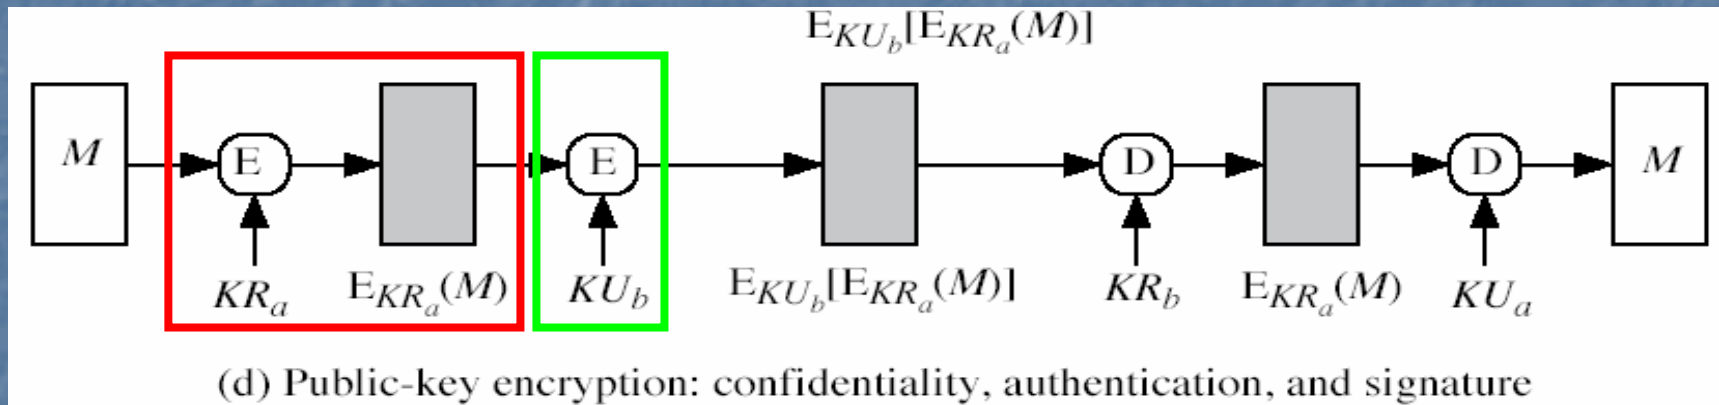 E_{KU_b}[E_{KR_a}(M)]
M E E D D M
KR_a E_{KR_a}(M) KU_b E_{KU_b}[E_{KR_a}(M)] KR_b E_{KR_a}(M) KU_a
(d) Public-key encryption: confidentiality, authentication, and signature